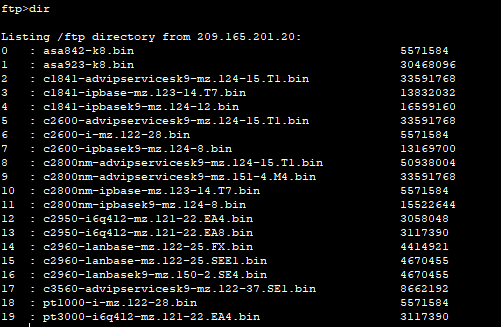 ftp>dir
Listing /ftp directory from 209.165.201.20:
0 : asa842-k8.bin 5571584
1 : asa923-k8.bin 30468096
2 : c1841-advipservicesk9-mz.124-15.T1.bin 33591768
3 : c1841-ipbase-mz.123-14.T7.bin 13832032
4 : c1841-ipbasek9-mz.124-12.bin 16599160
5 : c2600-advipservicesk9-mz.124-15.T1.bin 33591768
6 : c2600-i-mz.122-28.bin 5571584
7 : c2600-ipbasek9-mz.124-8.bin 13169700
8 : c2800nm-advipservicesk9-mz.124-15.T1.bin 50938004
9 : c2800nm-advipservicesk9-mz.151-4.M4.bin 33591768
10 : c2800nm-ipbase-mz.123-14.T7.bin 5571584
11 : c2800nm-ipbasek9-mz.124-8.bin 15522644
12 : c2950-i6q4l2-mz.121-22.EA4.bin 3058048
13 : c2950-i6q4l2-mz.121-22.EA8.bin 3117390
14 : c2960-lanbase-mz.122-25.FX.bin 4414921
15 : c2960-lanbase-mz.122-25.SEE1.bin 4670455
16 : c2960-lanbasek9-mz.150-2.SE4.bin 4670455
17 : c3560-advipservicesk9-mz.122-37.SE1.bin 8662192
18 : pt1000-i-mz.122-28.bin 5571584
19 : pt3000-i6q4l2-mz.121-22.EA4.bin 3117390